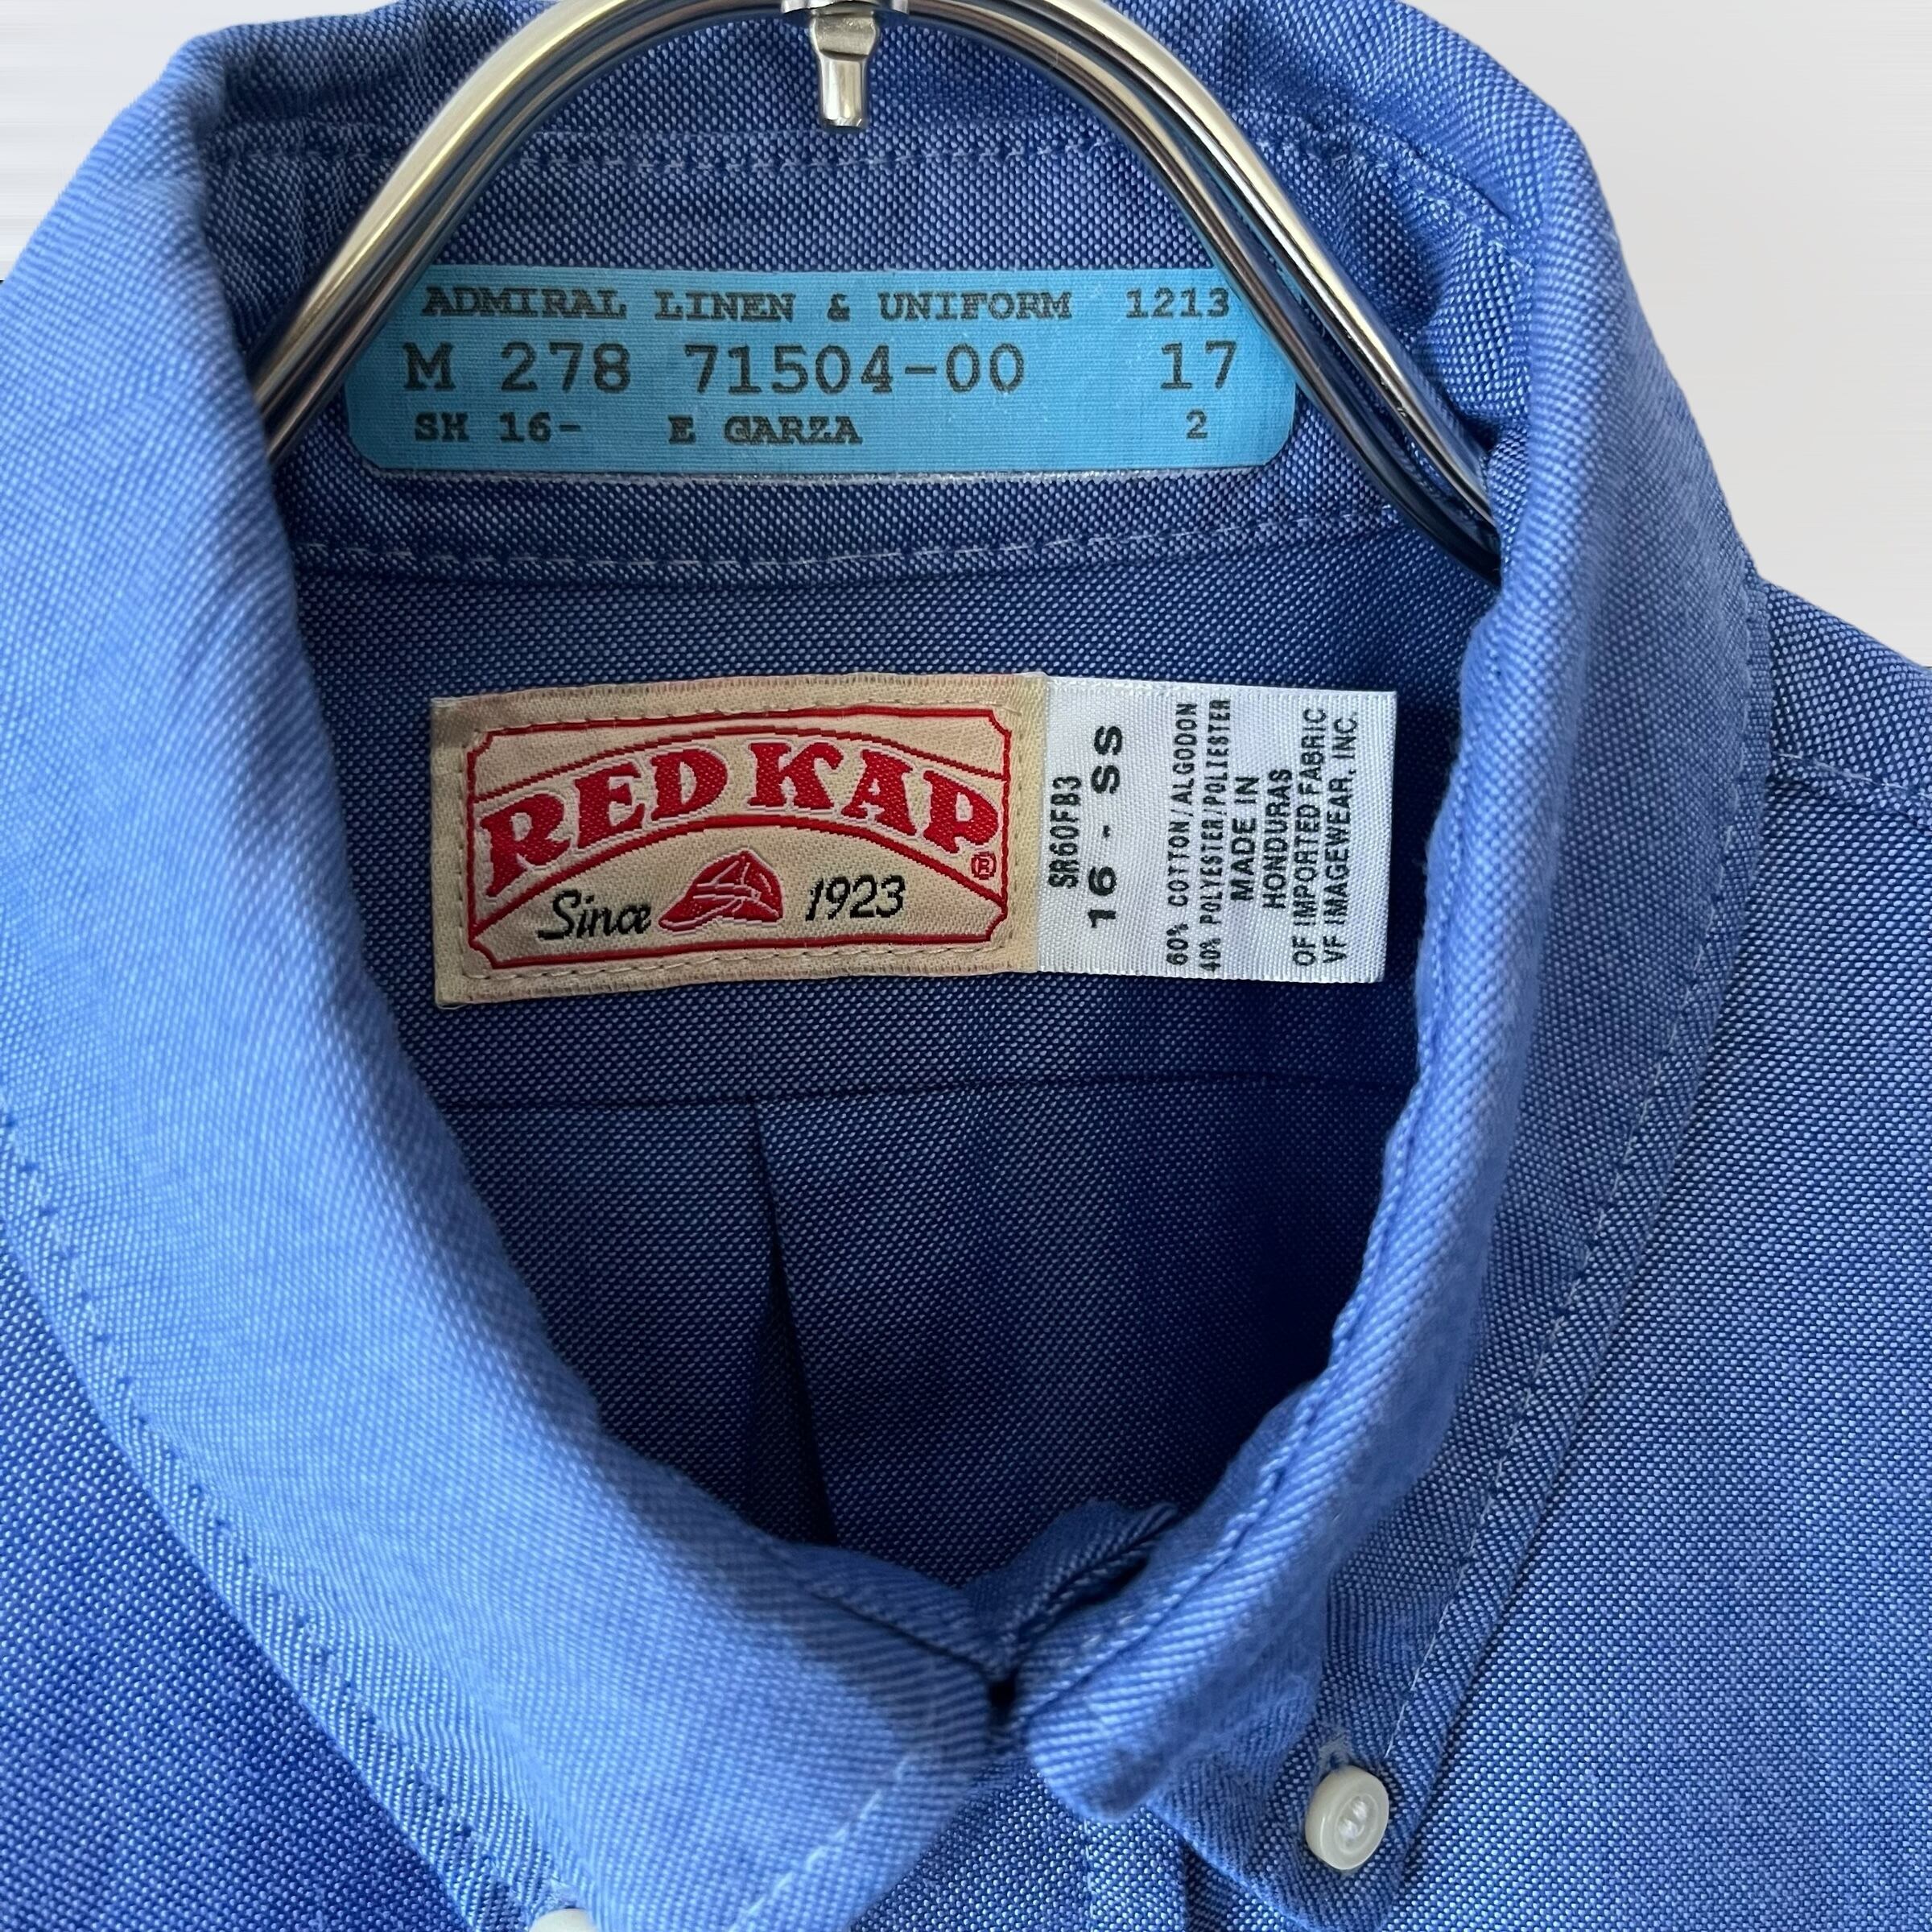 ADMIRAL LINEN & UNIFORM 1213
M 278 71504-00 17
SH 16- E GARZA 2
RED KAP®
Since 1923
SR60FB3
16 - SS
60% COTTON/ALGODON
40% POLYESTER/POLIESTER
MADE IN
HONDURAS
OF IMPORTED FABRIC
VF IMAGEWEAR, INC.